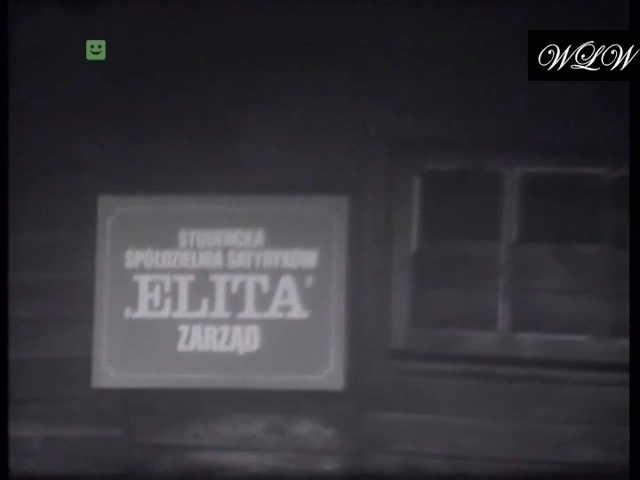 WLW
STUDENCKA
SPÓŁDZIELNIA SATYRYKÓW
„ELITA”
ZARZĄD